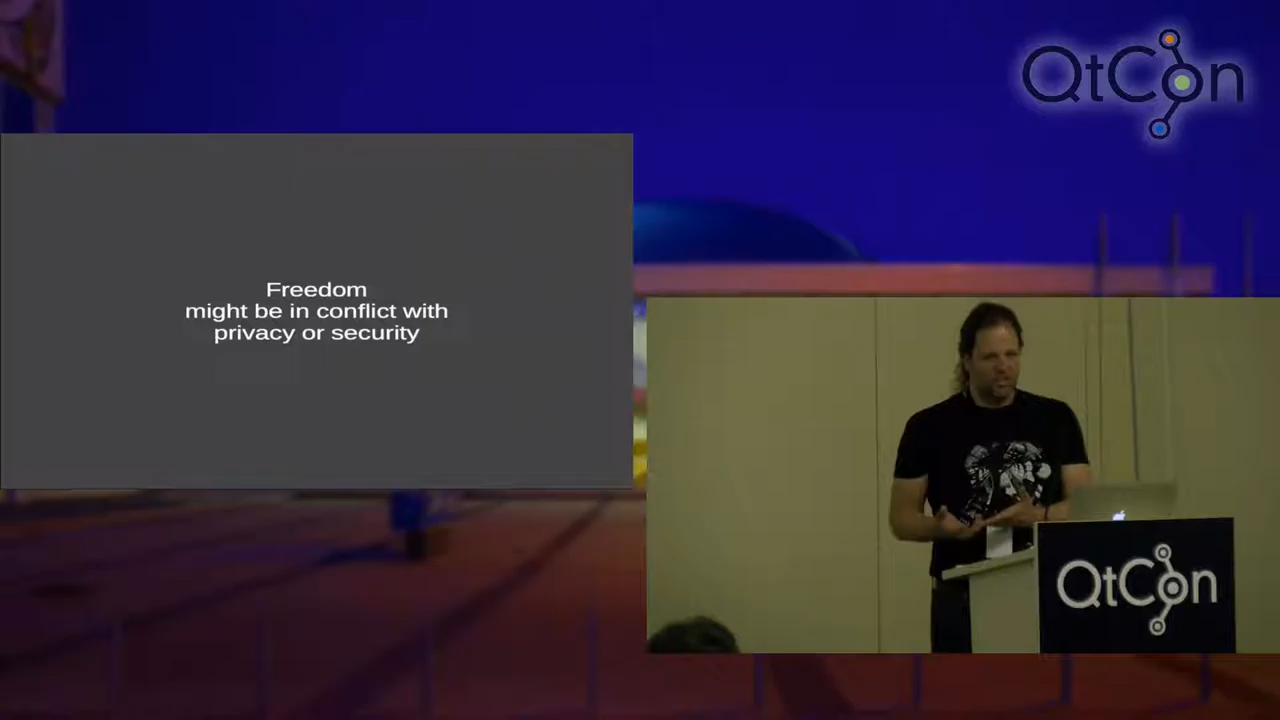 QtCon
Freedom
might be in conflict with
privacy or security
QtCon